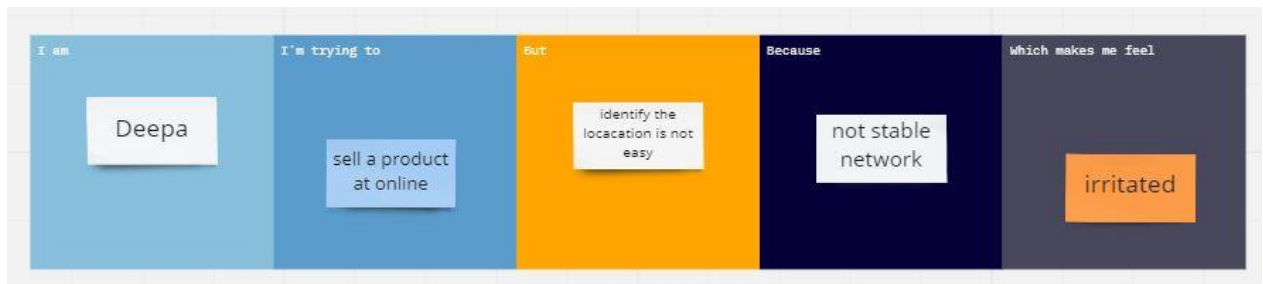 I am
Deepa
I'm trying to
sell a product
at online
But
identify the
locacation is not
easy
Because
not stable
network
Which makes me feel
irritated